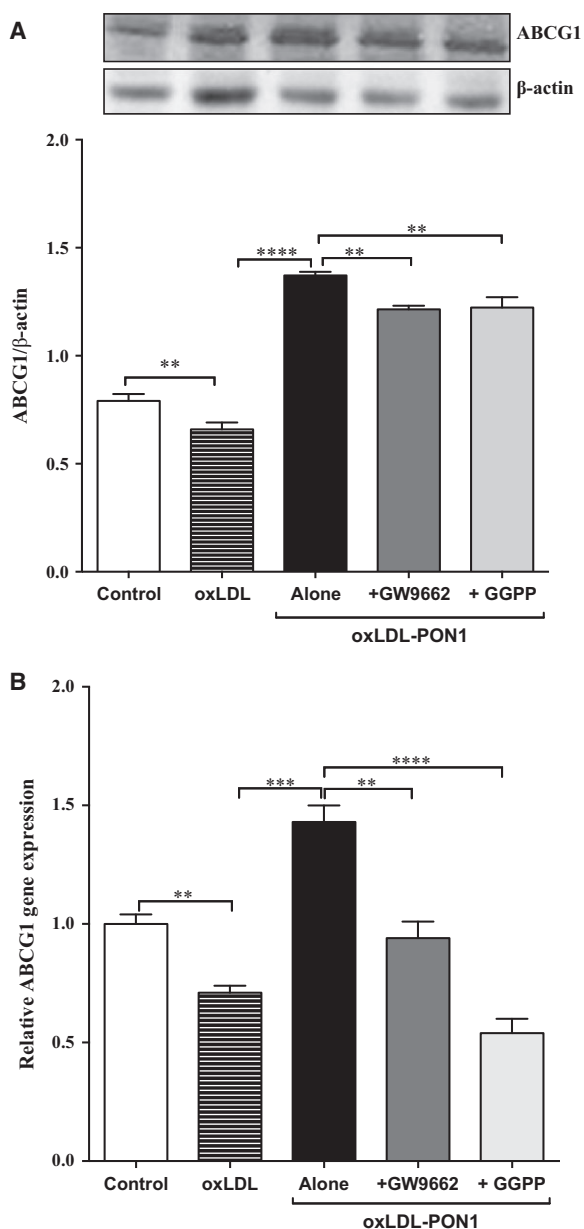 A
ABCG1
β-actin
2.0
1.5
1.0
0.5
0.0
ABCG1/β-actin
**
****
**
**
Control oxLDL Alone +GW9662 + GGPP
oxLDL-PON1
B
2.0
1.5
1.0
0.5
0.0
Relative ABCG1 gene expression
**
***
**
****
Control oxLDL Alone +GW9662 + GGPP
oxLDL-PON1